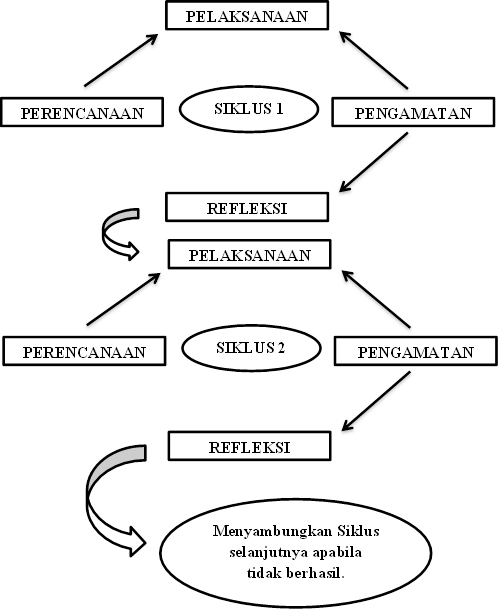 PELAKSANAAN
PERENCANAAN
SIKLUS 1
PENGAMATAN
REFLEKSI
PELAKSANAAN
PERENCANAAN
SIKLUS 2
PENGAMATAN
REFLEKSI
Menyambungkan Siklus
selanjutnya apabila
tidak berhasil.